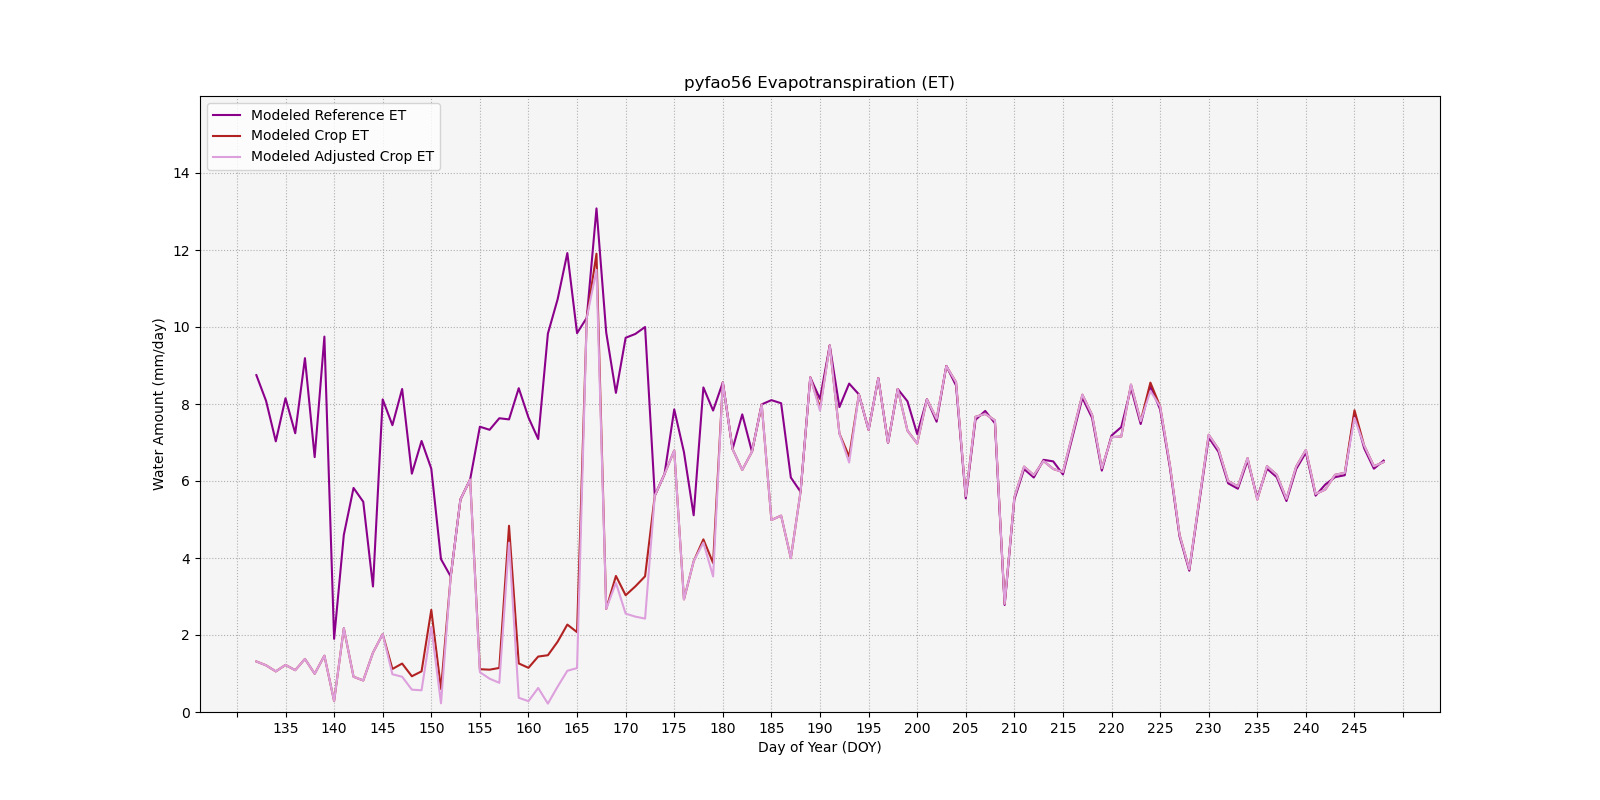 pyfao56 Evapotranspiration (ET)
Modeled Reference ET
Modeled Crop ET
Modeled Adjusted Crop ET
14
12
10
8
6
4
2
0
Water Amount (mm/day)
135 140 145 150 155 160 165 170 175 180 185 190 195 200 205 210 215 220 225 230 235 240 245
Day of Year (DOY)